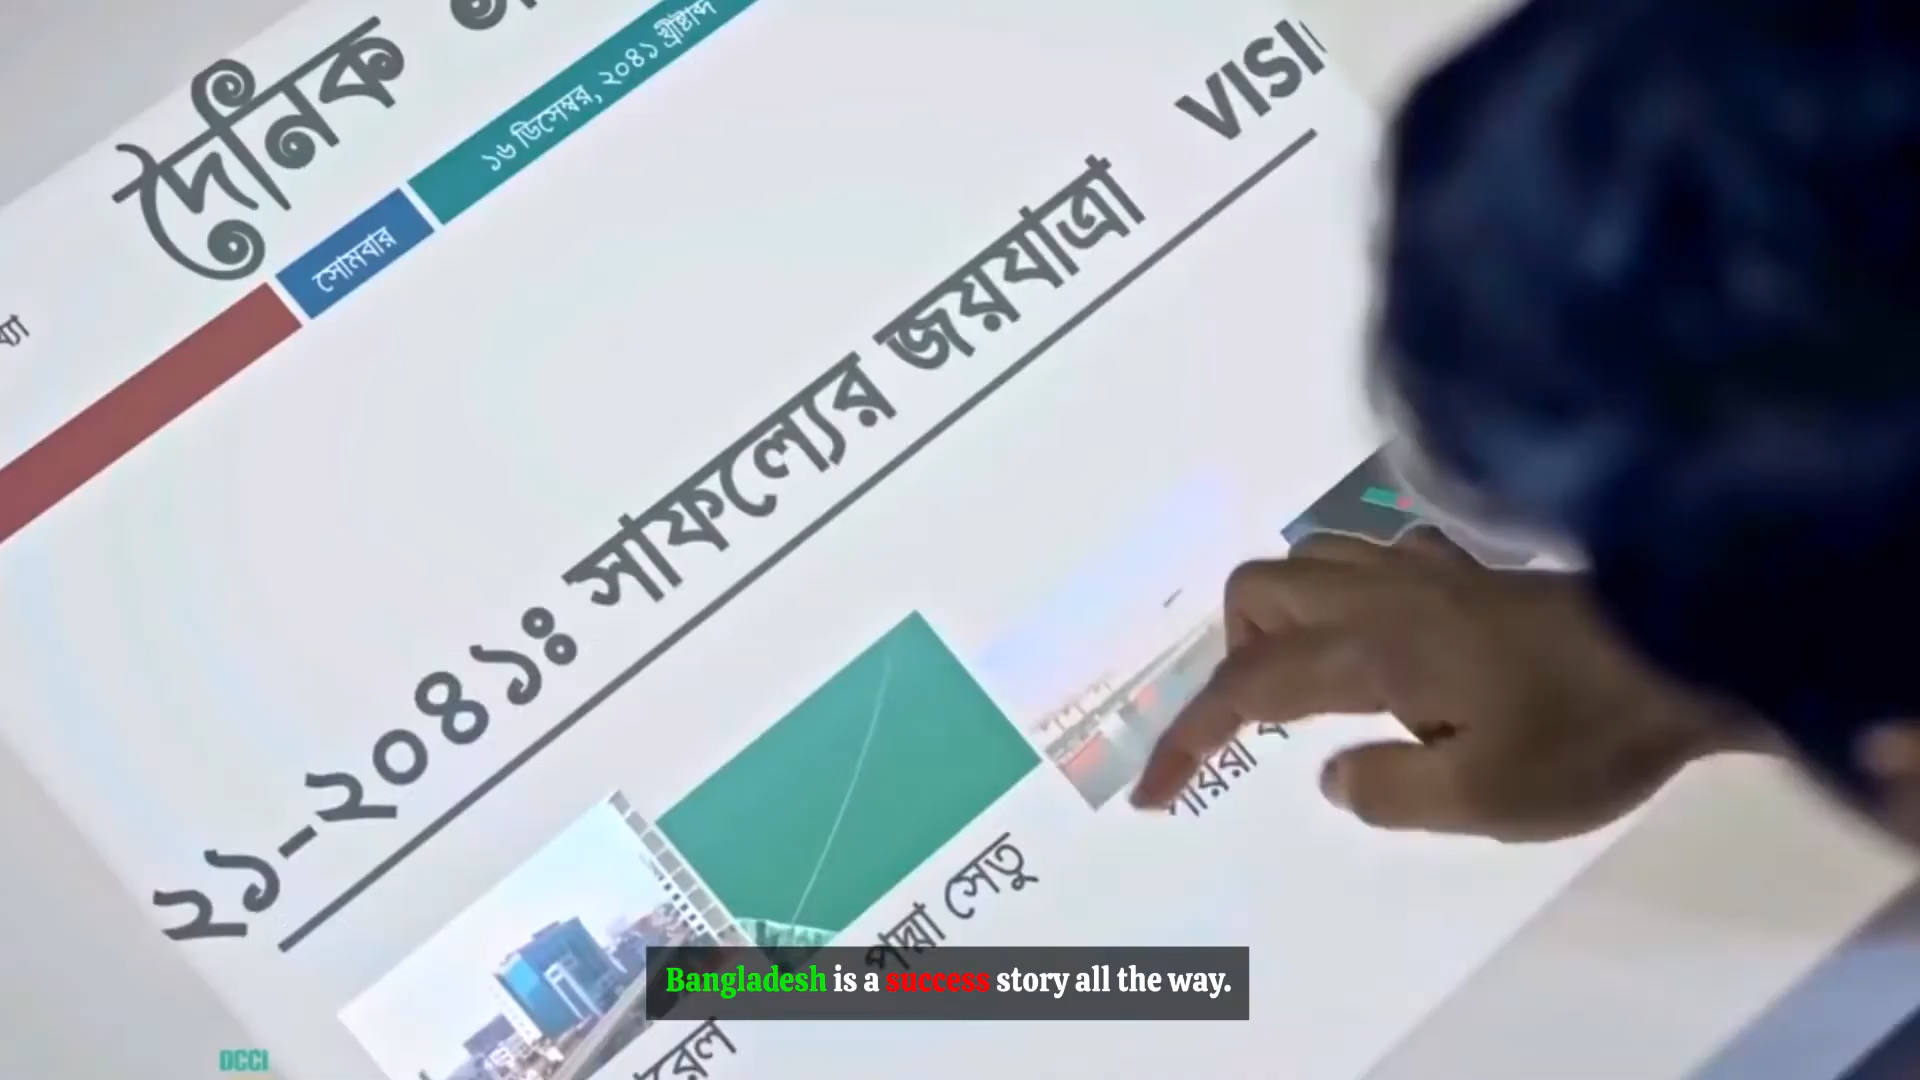 দৈনিক
১৬ ডিসেম্বর, ২০৪১ খ্রীষ্টাব্দ
সোমবার
VISI
২১-২০৪১ঃ সাফল্যের জয়যাত্রা
পদ্মা সেতু
পায়রা
Bangladesh is a success story all the way.
DCCI